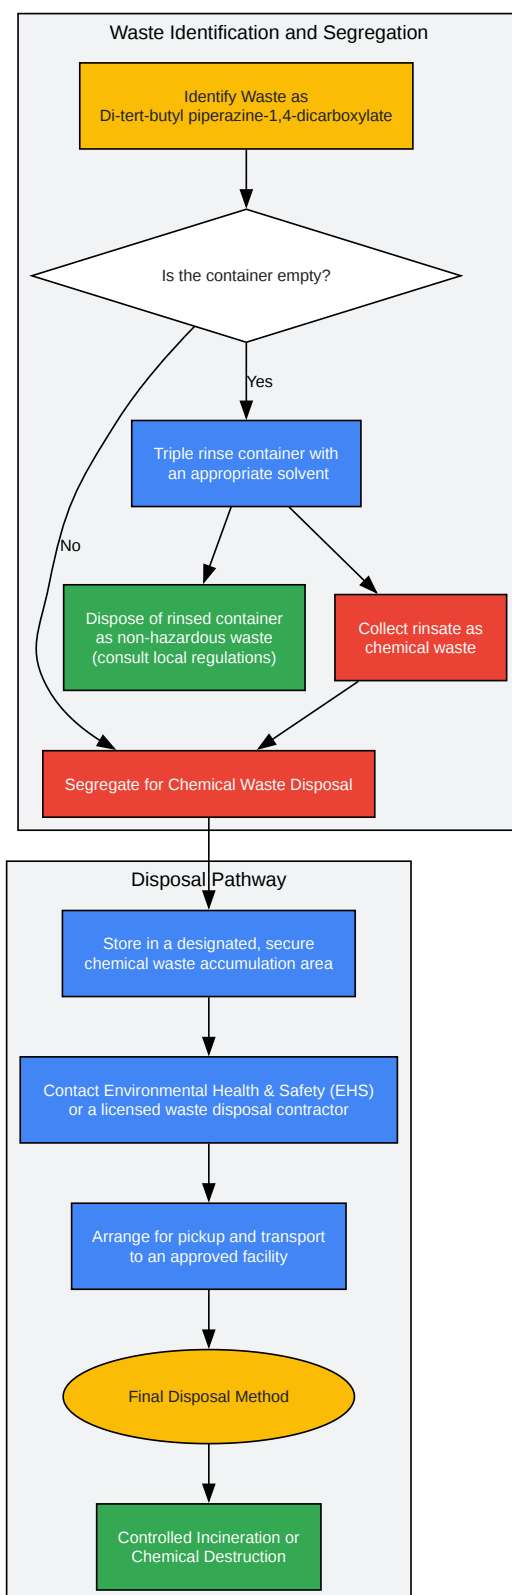 Waste Identification and Segregation
Identify Waste as
Di-tert-butyl piperazine-1,4-dicarboxylate
Is the container empty?
Yes
Triple rinse container with
an appropriate solvent
No
Dispose of rinsed container
as non-hazardous waste
(consult local regulations)
Collect rinsate as
chemical waste
Segregate for Chemical Waste Disposal
Disposal Pathway
Store in a designated, secure
chemical waste accumulation area
Contact Environmental Health & Safety (EHS)
or a licensed waste disposal contractor
Arrange for pickup and transport
to an approved facility
Final Disposal Method
Controlled Incineration or
Chemical Destruction